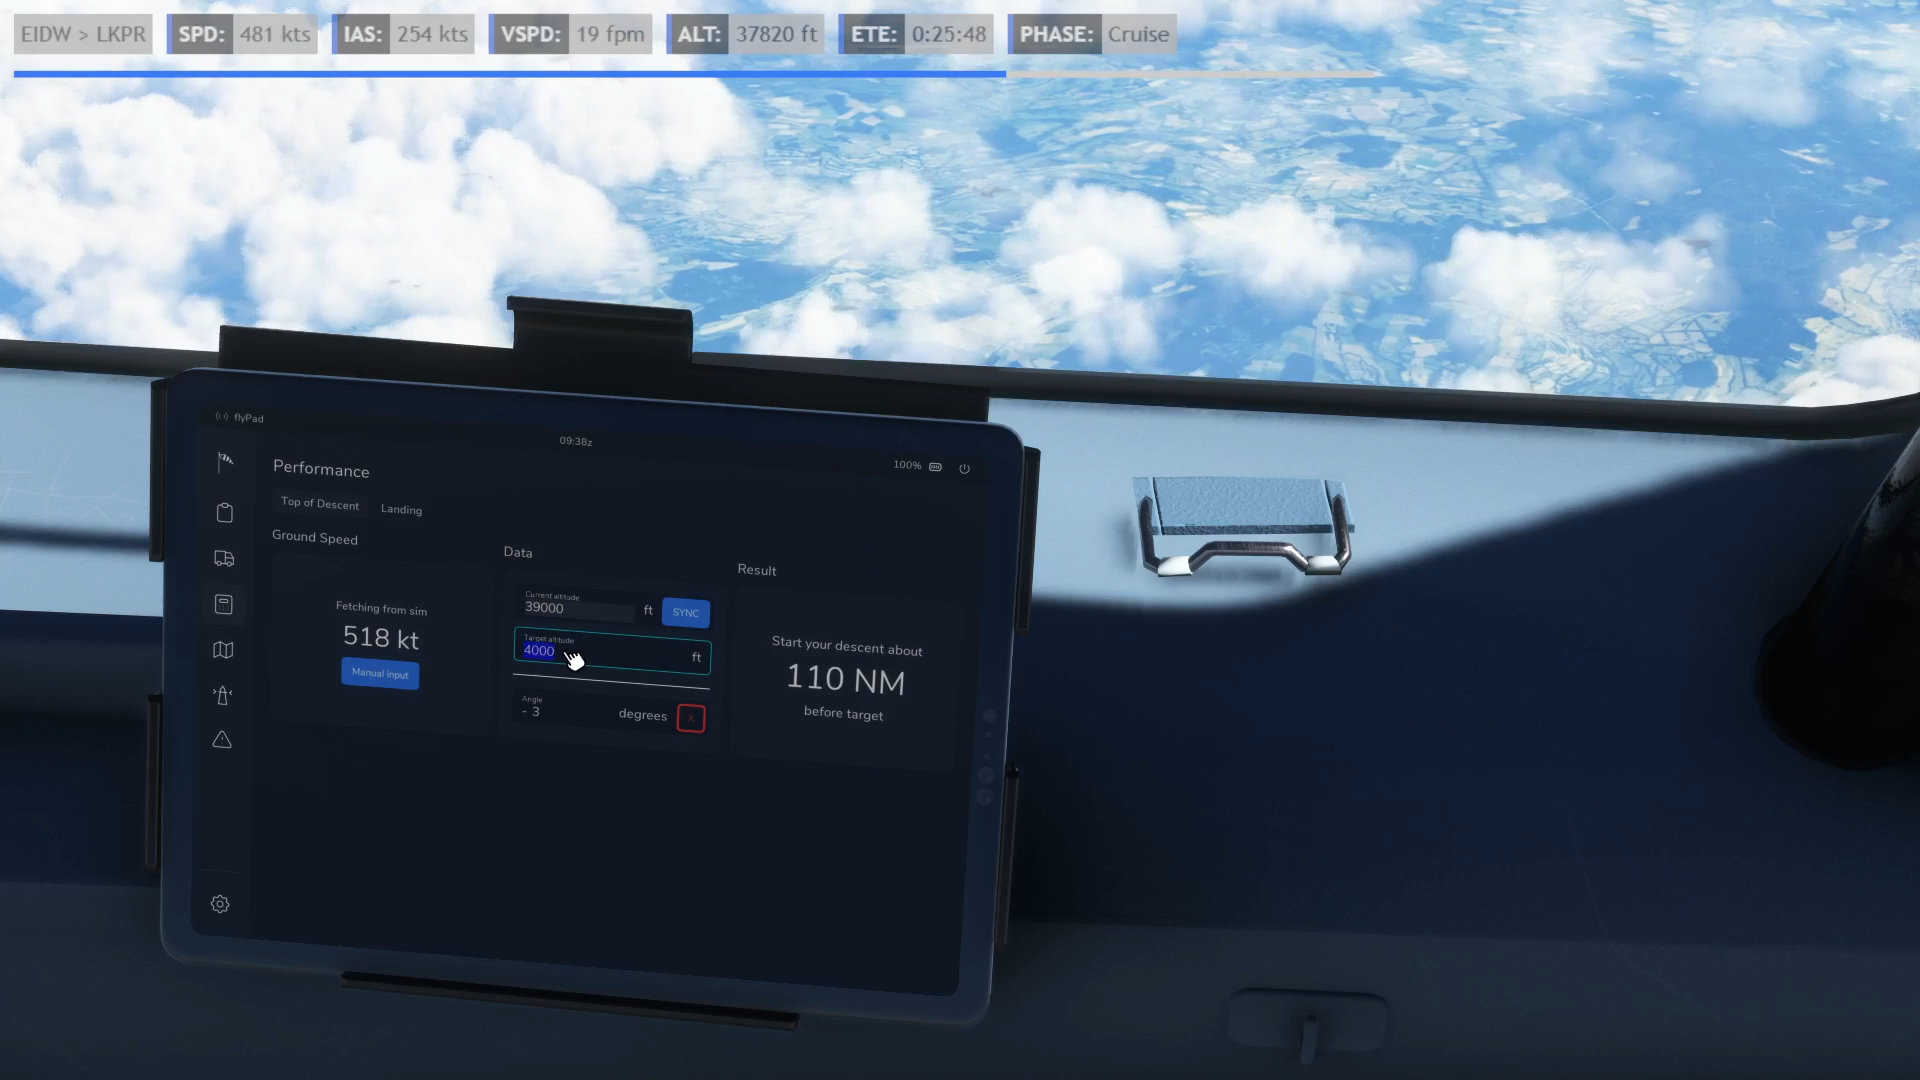 EIDW > LKPR SPD: 481 kts IAS: 254 kts VSPD: 19 fpm ALT: 37820 ft ETE: 0:25:48 PHASE: Cruise
flyPad
09:38z
100%
Performance
Top of Descent Landing
Ground Speed
Fetching from sim
518 kt
Manual input
Data
Current altitude
39000 ft SYNC
Target altitude
4000 ft
Angle
- 3 degrees X
Result
Start your descent about
110 NM
before target